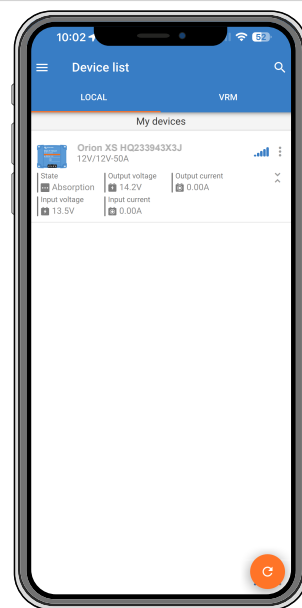 10:02
52
Device list
LOCAL
VRM
My devices
Orion XS HQ233943X3J
12V/12V-50A
State
Output voltage
Output current
Absorption
14.2V
0.00A
Input voltage
Input current
13.5V
0.00A